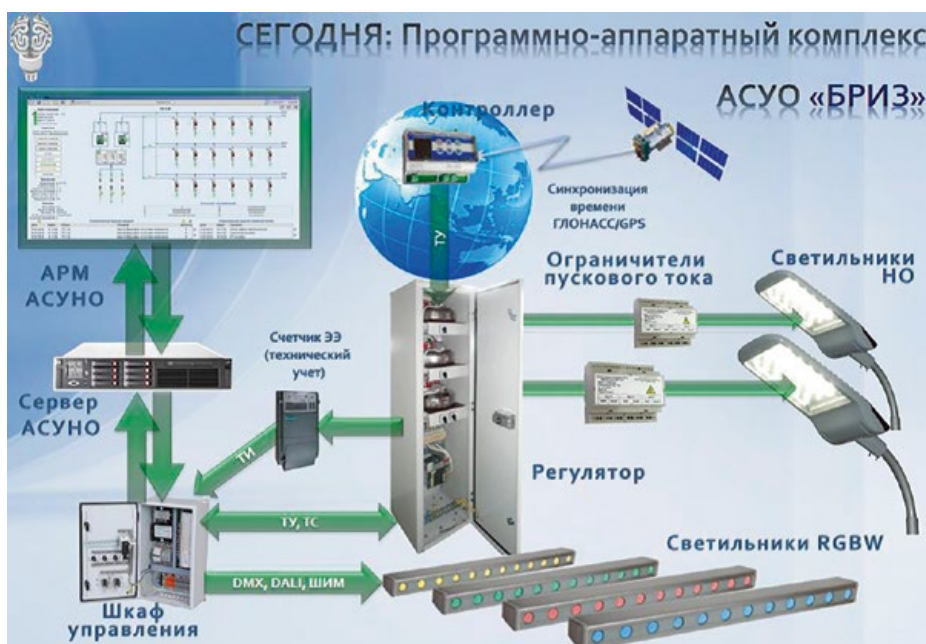 СЕГОДНЯ: Программно-аппаратный комплекс
АСУО «БРИЗ»
Контроллер
Синхронизация
времени
ГЛОНАСС/GPS
ТУ
АРМ
АСУНО
Ограничители
пускового тока
Светильники
НО
Счетчик ЭЭ
(технический
учет)
Сервер
АСУНО
ТИ
Регулятор
ТУ, ТС
Светильники RGBW
DMX, DALI, ШИМ
Шкаф
управления